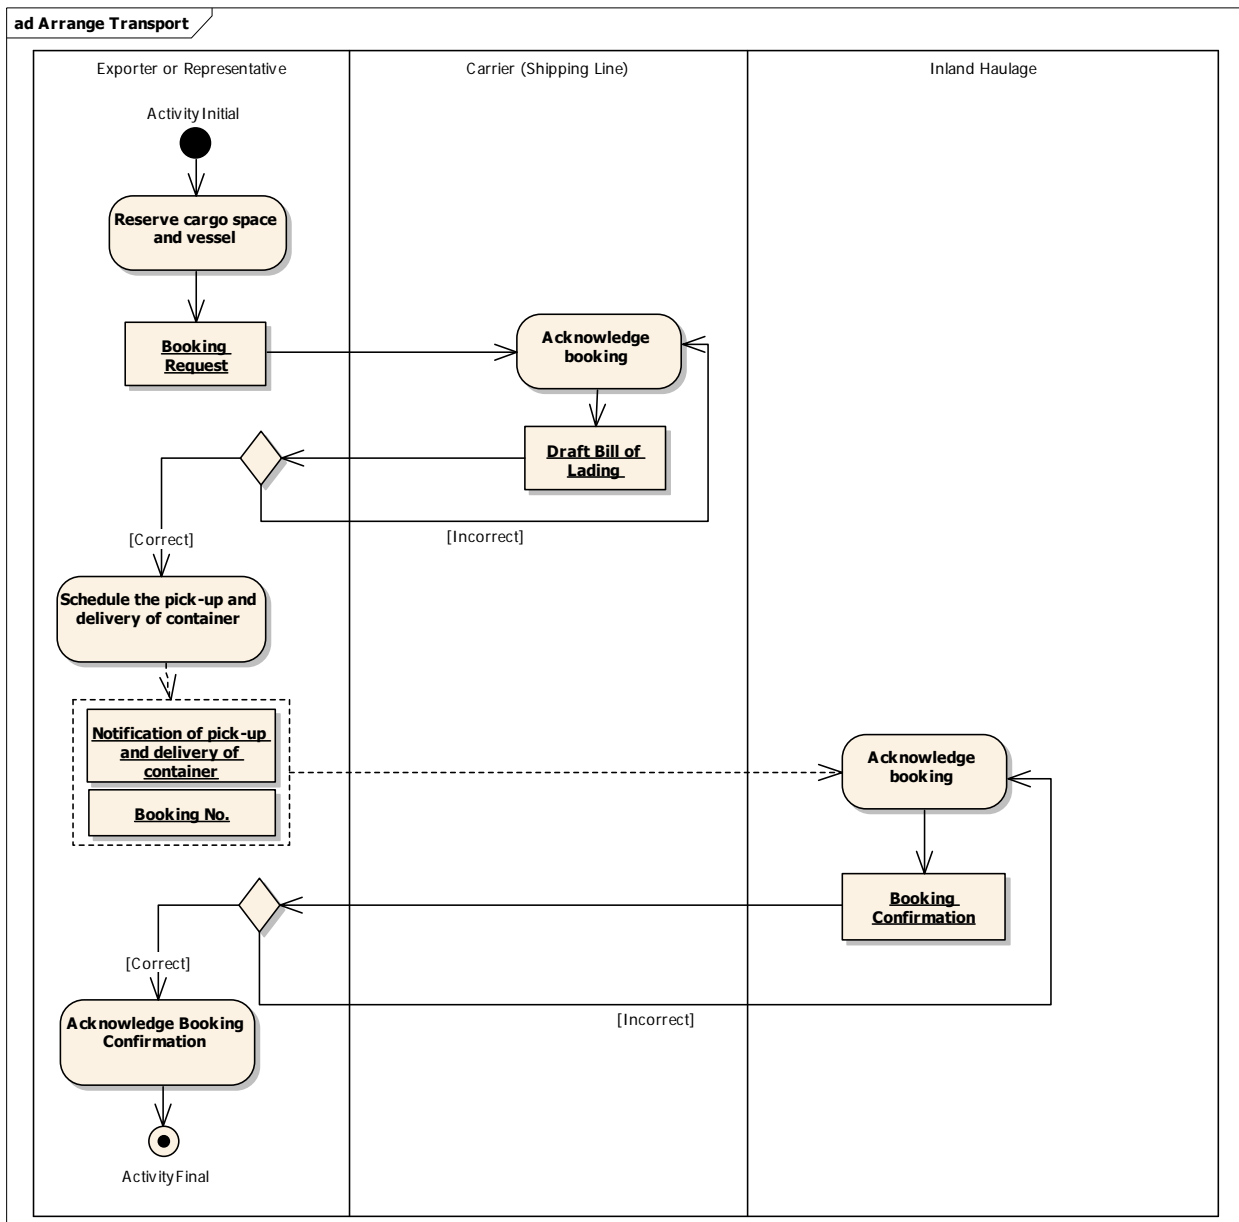 ad Arrange Transport
Exporter or Representative
Carrier (Shipping Line)
Inland Haulage
Activity Initial
Reserve cargo space
and vessel
Booking
Request
Acknowledge
booking
Draft Bill of
Lading
[Correct]
[Incorrect]
Schedule the pick-up and
delivery of container
Notification of pick-up
and delivery of
container
Booking No.
Acknowledge
booking
Booking
Confirmation
[Correct]
[Incorrect]
Acknowledge Booking
Confirmation
ActivityFinal